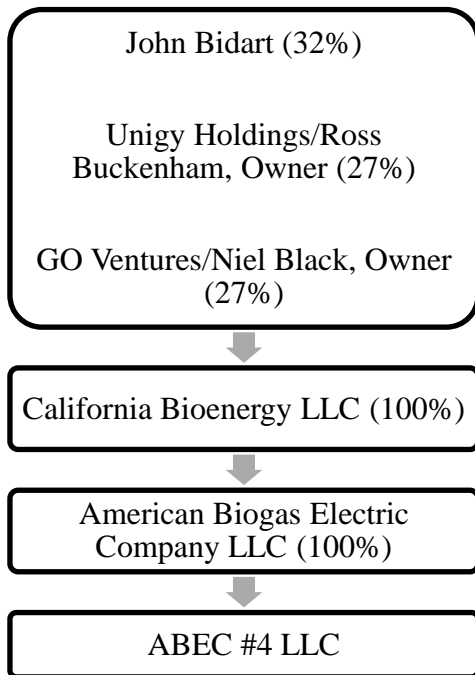 John Bidart (32%)
Unigy Holdings/Ross
Buckenham, Owner (27%)
GO Ventures/Niel Black, Owner
(27%)
California Bioenergy LLC (100%)
American Biogas Electric
Company LLC (100%)
ABEC #4 LLC